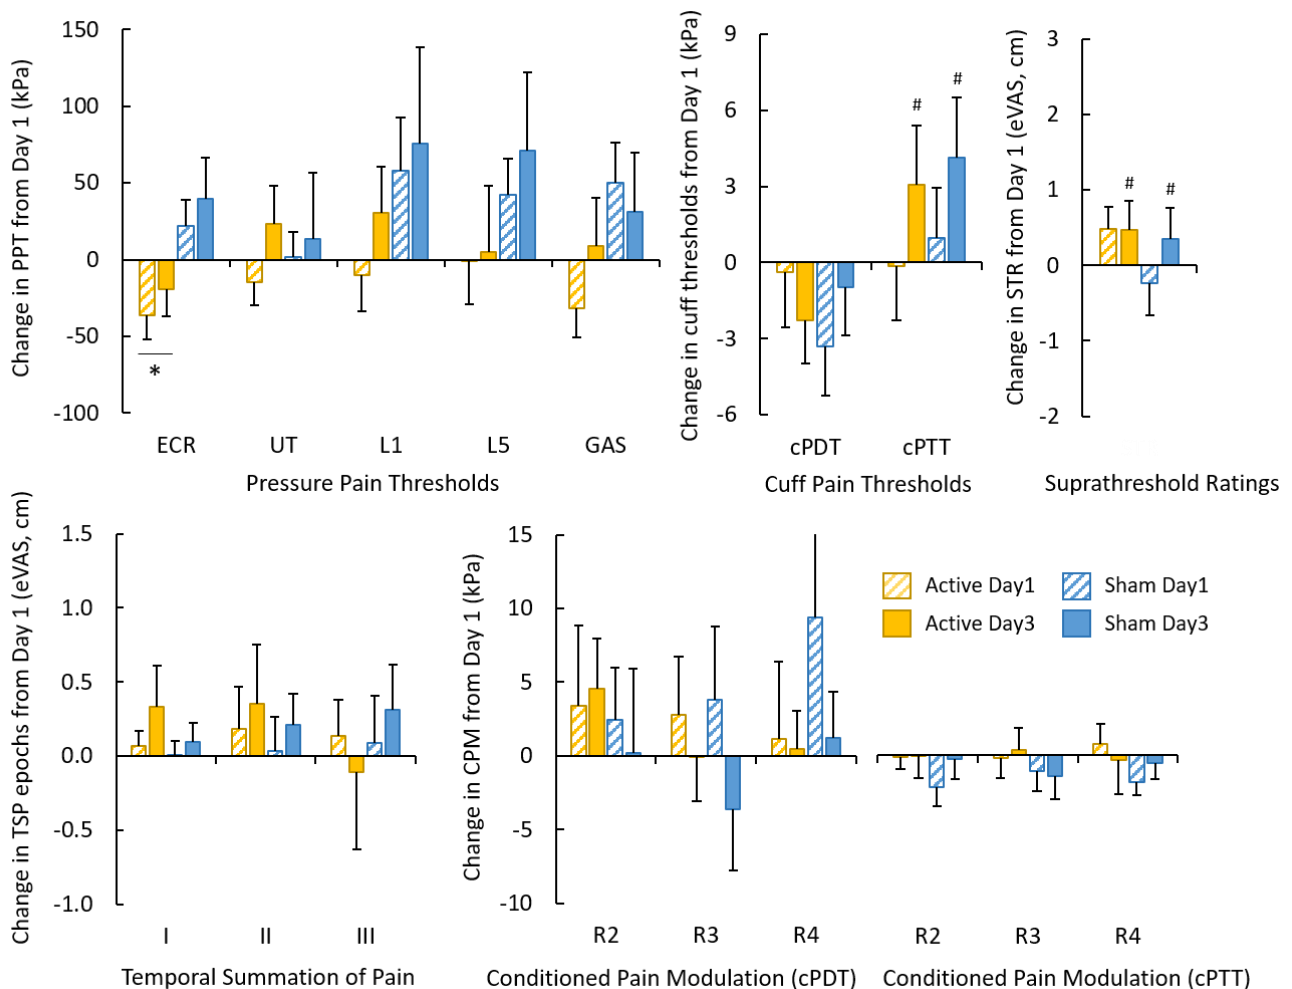 Change in PPT from Day 1 (kPa)
150
100
50
0
-50
-100
*
ECR UT L1 L5 GAS
Pressure Pain Thresholds
Change in cuff thresholds from Day 1 (kPa)
9
6
3
0
-3
-6
# #
cPDT cPTT
Cuff Pain Thresholds
Change in STR from Day 1 (eVAS, cm)
3
2
1
0
-1
-2
# #
Suprathreshold Ratings
Change in TSP epochs from Day 1 (eVAS, cm)
1.5
1.0
0.5
0.0
-0.5
-1.0
I II III
Temporal Summation of Pain
Change in CPM from Day 1 (kPa)
15
10
5
0
-5
-10
R2 R3 R4
Conditioned Pain Modulation (cPDT)
Active Day1 Sham Day1
Active Day3 Sham Day3
R2 R3 R4
Conditioned Pain Modulation (cPTT)